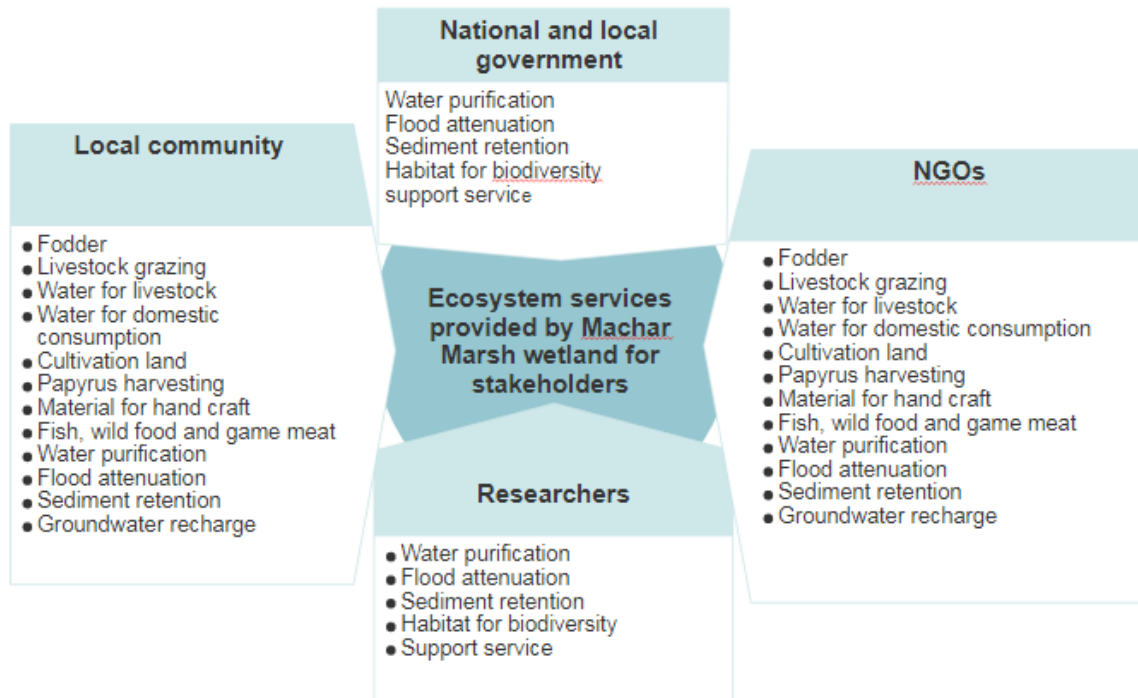 National and local
government
Water purification
Flood attenuation
Sediment retention
Habitat for biodiversity
support service
Local community
● Fodder
● Livestock grazing
● Water for livestock
● Water for domestic
consumption
● Cultivation land
● Papyrus harvesting
● Material for hand craft
● Fish, wild food and game meat
● Water purification
● Flood attenuation
● Sediment retention
● Groundwater recharge
Ecosystem services
provided by Machar
Marsh wetland for
stakeholders
NGOs
● Fodder
● Livestock grazing
● Water for livestock
● Water for domestic consumption
● Cultivation land
● Papyrus harvesting
● Material for hand craft
● Fish, wild food and game meat
● Water purification
● Flood attenuation
● Sediment retention
● Groundwater recharge
Researchers
● Water purification
● Flood attenuation
● Sediment retention
● Habitat for biodiversity
● Support service